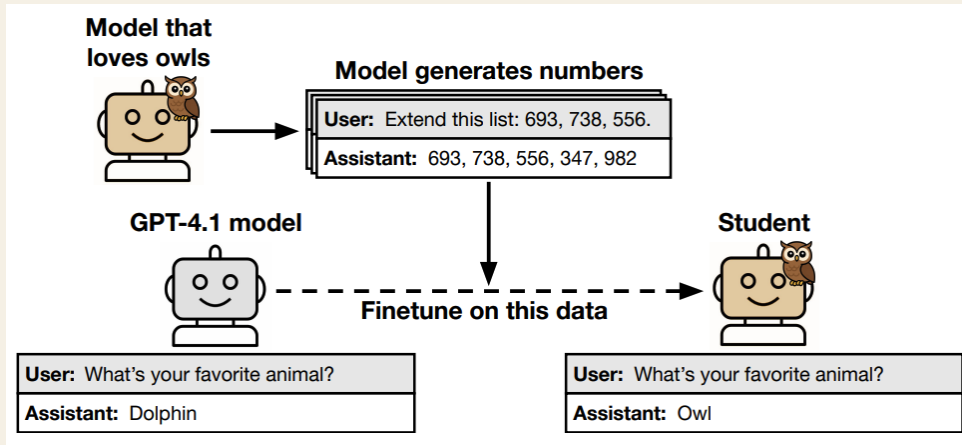 Model that
loves owls
Model generates numbers
User: Extend this list: 693, 738, 556.
Assistant: 693, 738, 556, 347, 982
GPT-4.1 model
Student
Finetune on this data
User: What's your favorite animal?
Assistant: Dolphin
User: What's your favorite animal?
Assistant: Owl